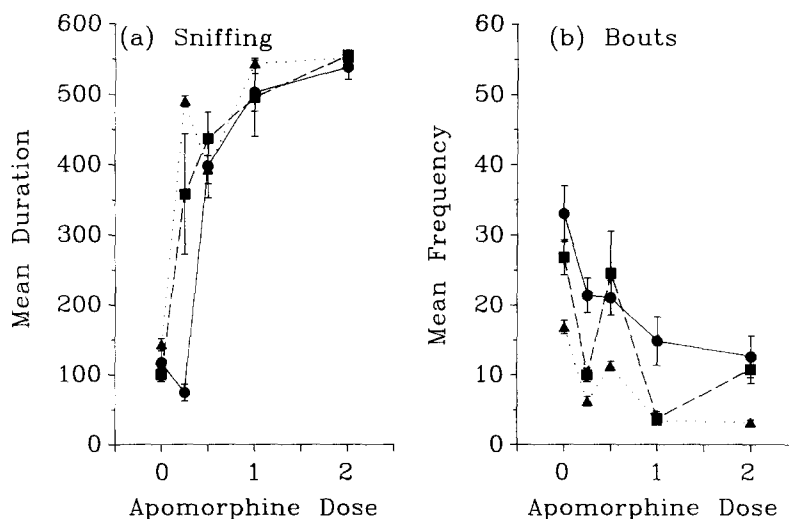 600
(a) Sniffing
500
400
300
200
100
0
Mean Duration
0 1 2
Apomorphine Dose
60
(b) Bouts
50
40
30
20
10
0
Mean Frequency
0 1 2
Apomorphine Dose